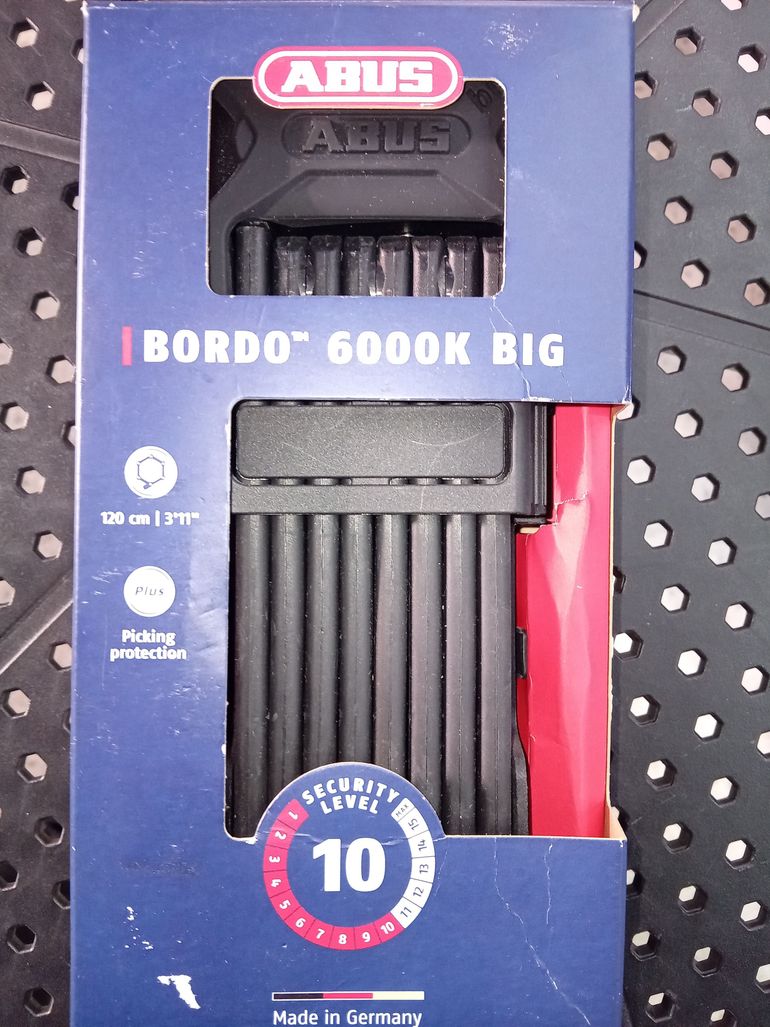 ABUS
ABUS
BORDO™ 6000K BIG
120 cm | 3'11"
Plus
Picking
protection
SECURITY
LEVEL
10
1
2
3
4
5
6
7
8
9
10
11
12
13
14
15
MAX
Made in Germany